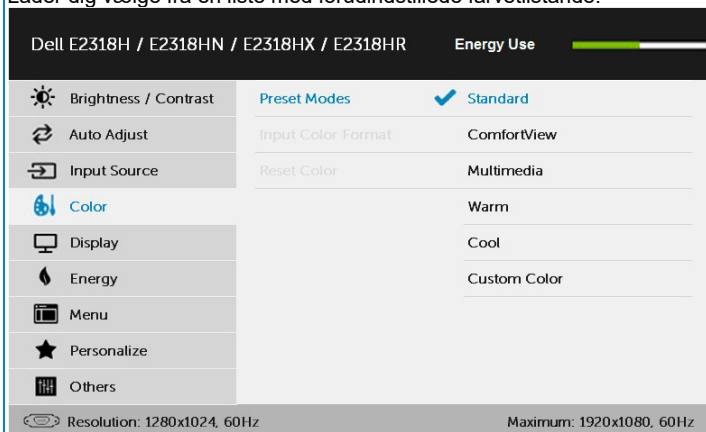 Lader dig vælge fra en liste med forudindstillede farvetilstande.
Dell E2318H / E2318HN / E2318HX / E2318HR Energy Use
Brightness / Contrast Preset Modes Standard
Auto Adjust Input Color Format ComfortView
Input Source Reset Color Multimedia
Color Warm
Display Cool
Energy Custom Color
Menu
Personalize
Others
Resolution: 1280x1024, 60Hz Maximum: 1920x1080, 60Hz